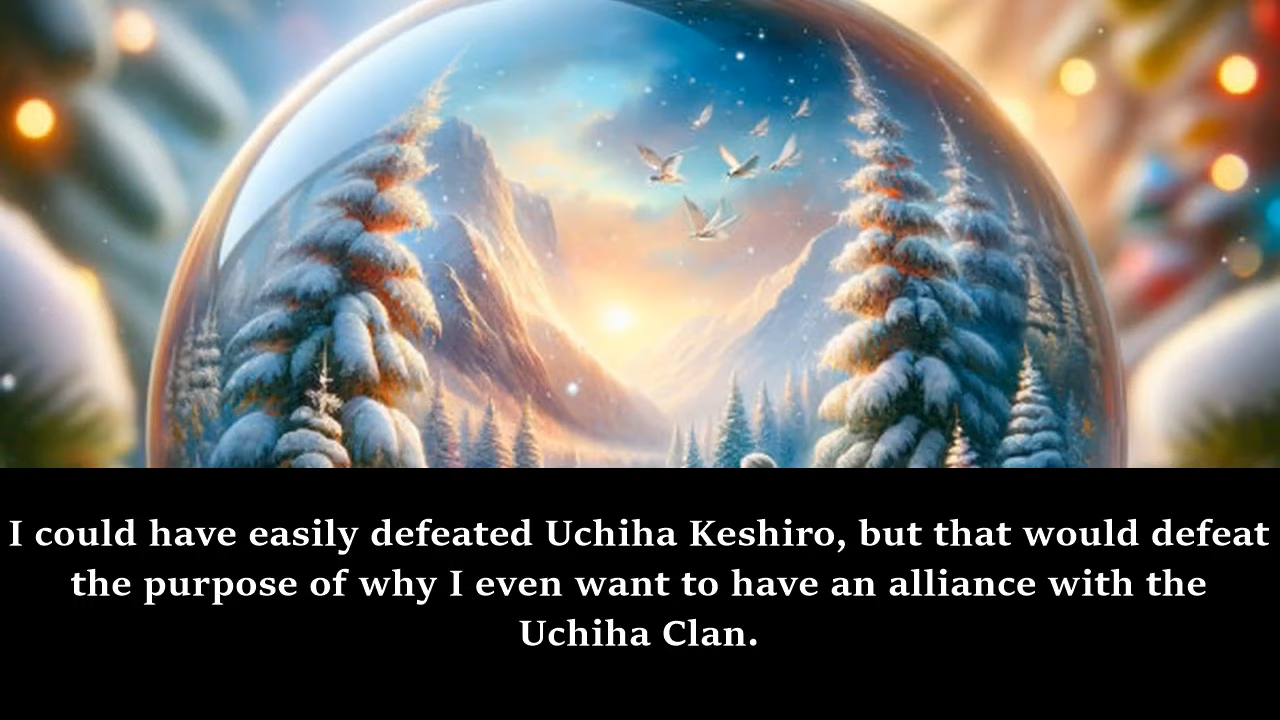 I could have easily defeated Uchiha Keshiro, but that would defeat
the purpose of why I even want to have an alliance with the
Uchiha Clan.